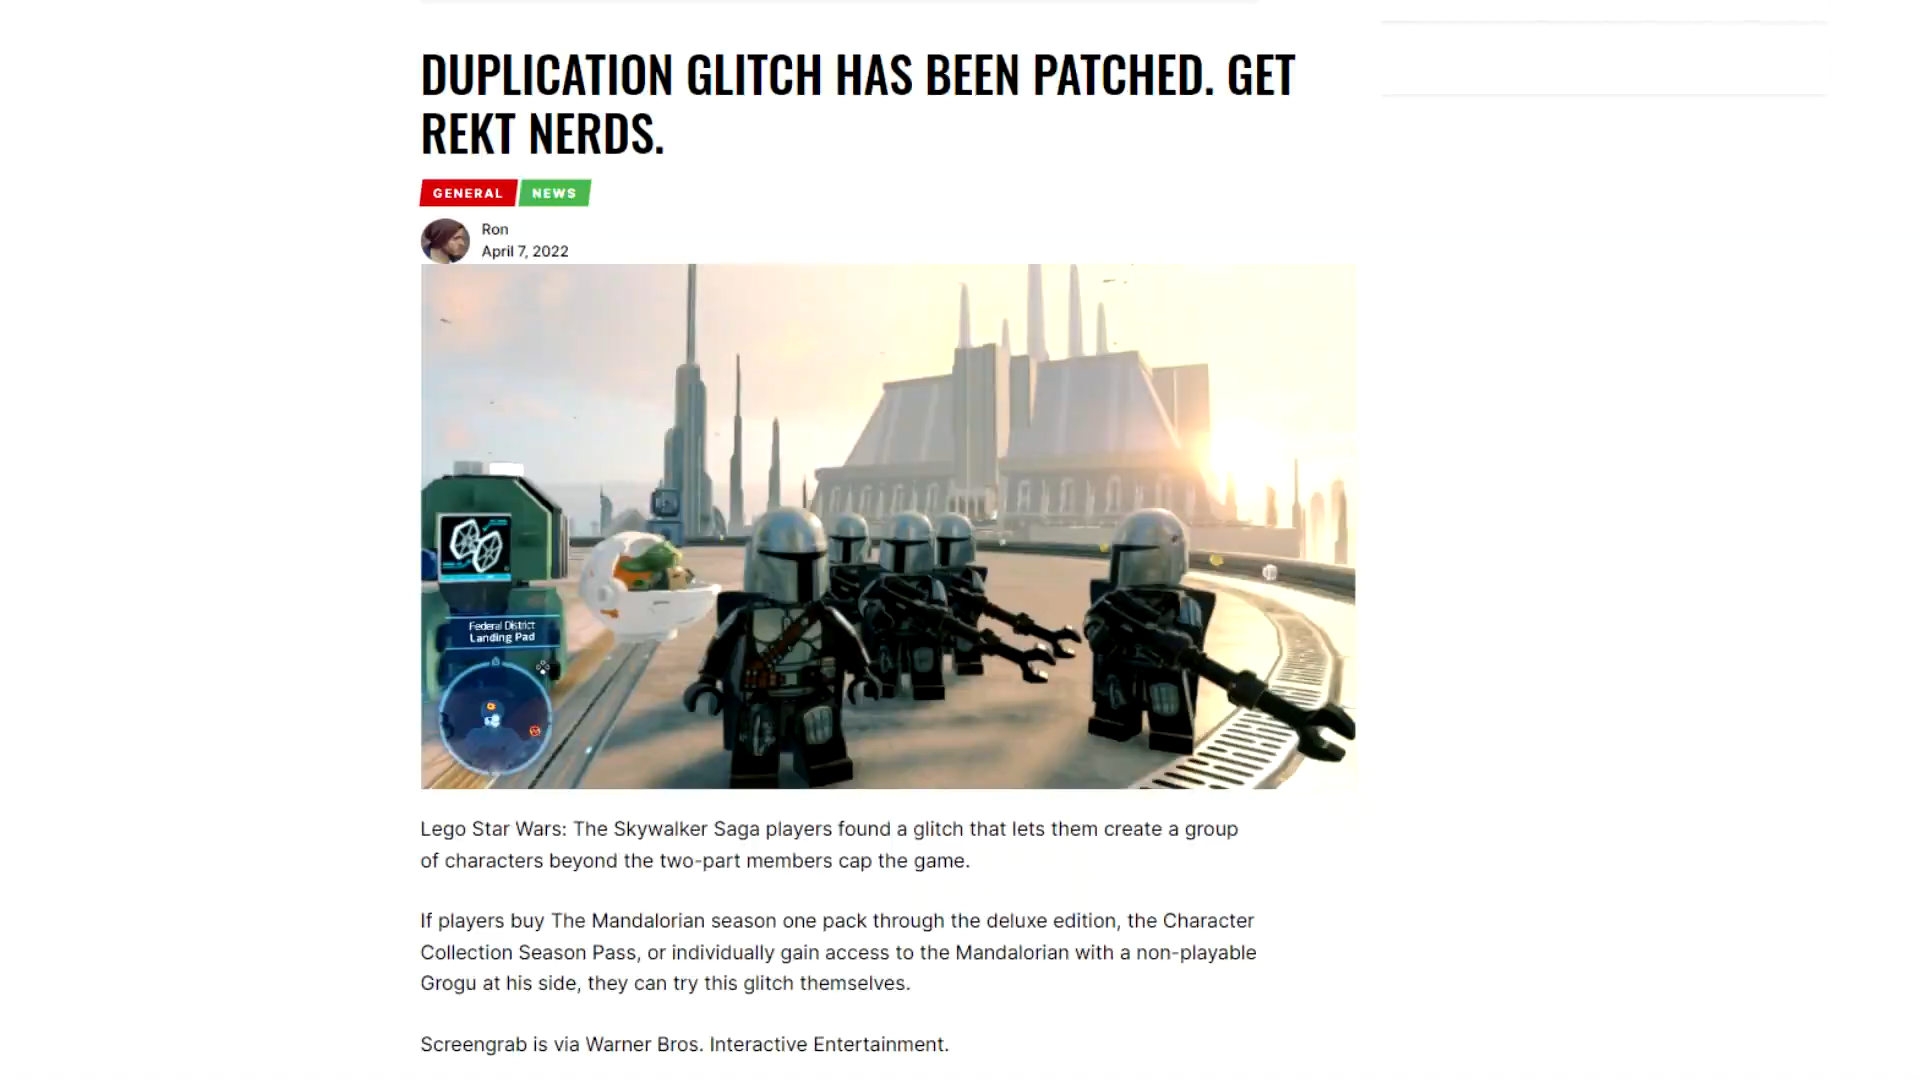 DUPLICATION GLITCH HAS BEEN PATCHED. GET
REKT NERDS.
GENERAL NEWS
Ron
April 7, 2022
Federal District
Landing Pad
Lego Star Wars: The Skywalker Saga players found a glitch that lets them create a group
of characters beyond the two-part members cap the game.
If players buy The Mandalorian season one pack through the deluxe edition, the Character
Collection Season Pass, or individually gain access to the Mandalorian with a non-playable
Grogu at his side, they can try this glitch themselves.
Screengrab is via Warner Bros. Interactive Entertainment.